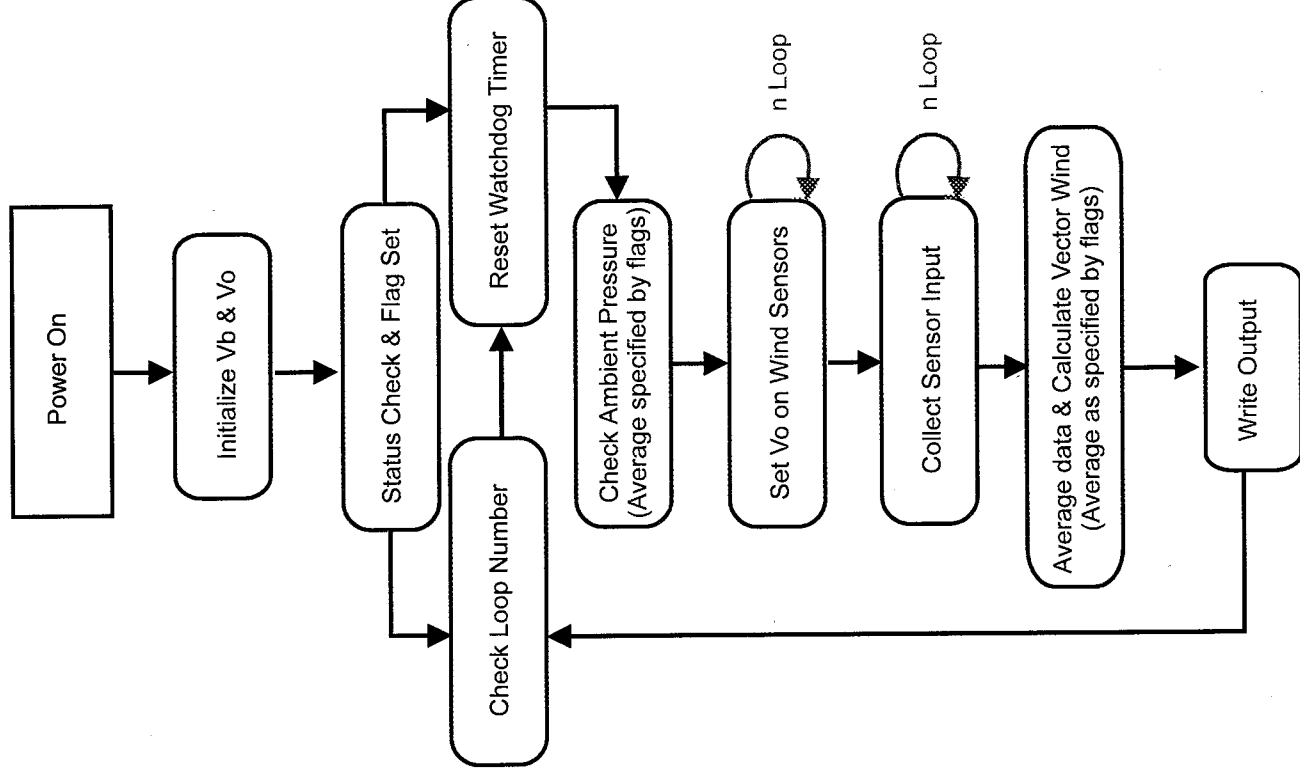 Power On
Initialize Vb & Vo
Status Check & Flag Set
Check Loop Number
Reset Watchdog Timer
Check Ambient Pressure
(Average specified by flags)
Set Vo on Wind Sensors
n Loop
Collect Sensor Input
n Loop
Average data & Calculate Vector Wind
(Average as specified by flags)
Write Output